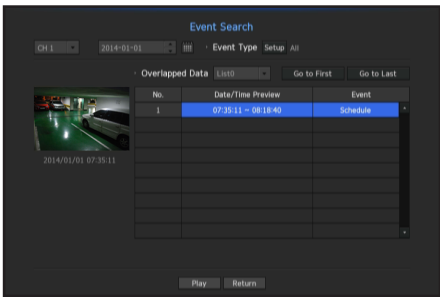 Event Search
CH 1 2014-01-01 · Event Type Setup All
· Overlapped Data List0 Go to First Go to Last
No. Date/Time Preview Event
1 07:35:11 ~ 08:18:40 Schedule
2014/01/01 07:35:11
Play Return